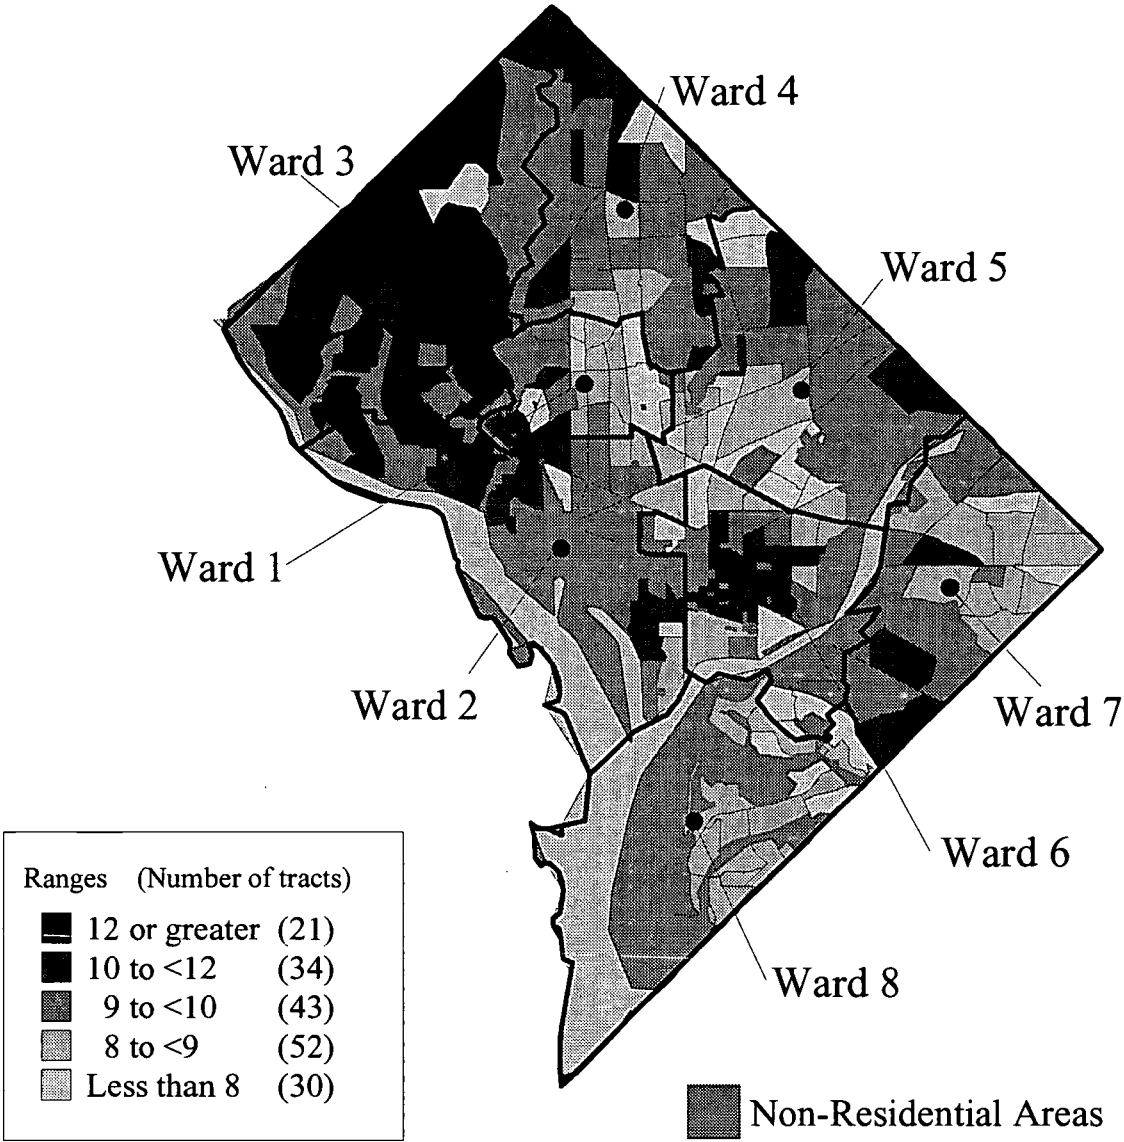 Ward 4
Ward 3
Ward 5
Ward 1
Ward 2
Ward 7
Ward 6
Ward 8
Ranges (Number of tracts)
12 or greater (21)
10 to <12 (34)
9 to <10 (43)
8 to <9 (52)
Less than 8 (30)
Non-Residential Areas